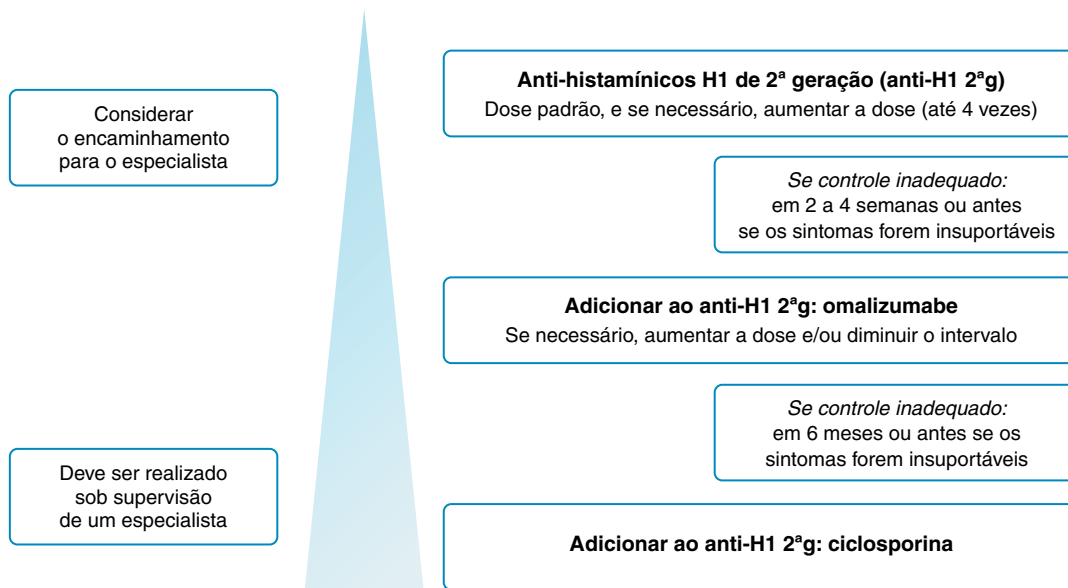 Considerar
o encaminhamento
para o especialista
Anti-histamínicos H1 de 2ª geração (anti-H1 2ªg)
Dose padrão, e se necessário, aumentar a dose (até 4 vezes)
Se controle inadequado:
em 2 a 4 semanas ou antes
se os sintomas forem insuportáveis
Adicionar ao anti-H1 2ªg: omalizumabe
Se necessário, aumentar a dose e/ou diminuir o intervalo
Se controle inadequado:
em 6 meses ou antes se os
sintomas forem insuportáveis
Deve ser realizado
sob supervisão
de um especialista
Adicionar ao anti-H1 2ªg: ciclosporina